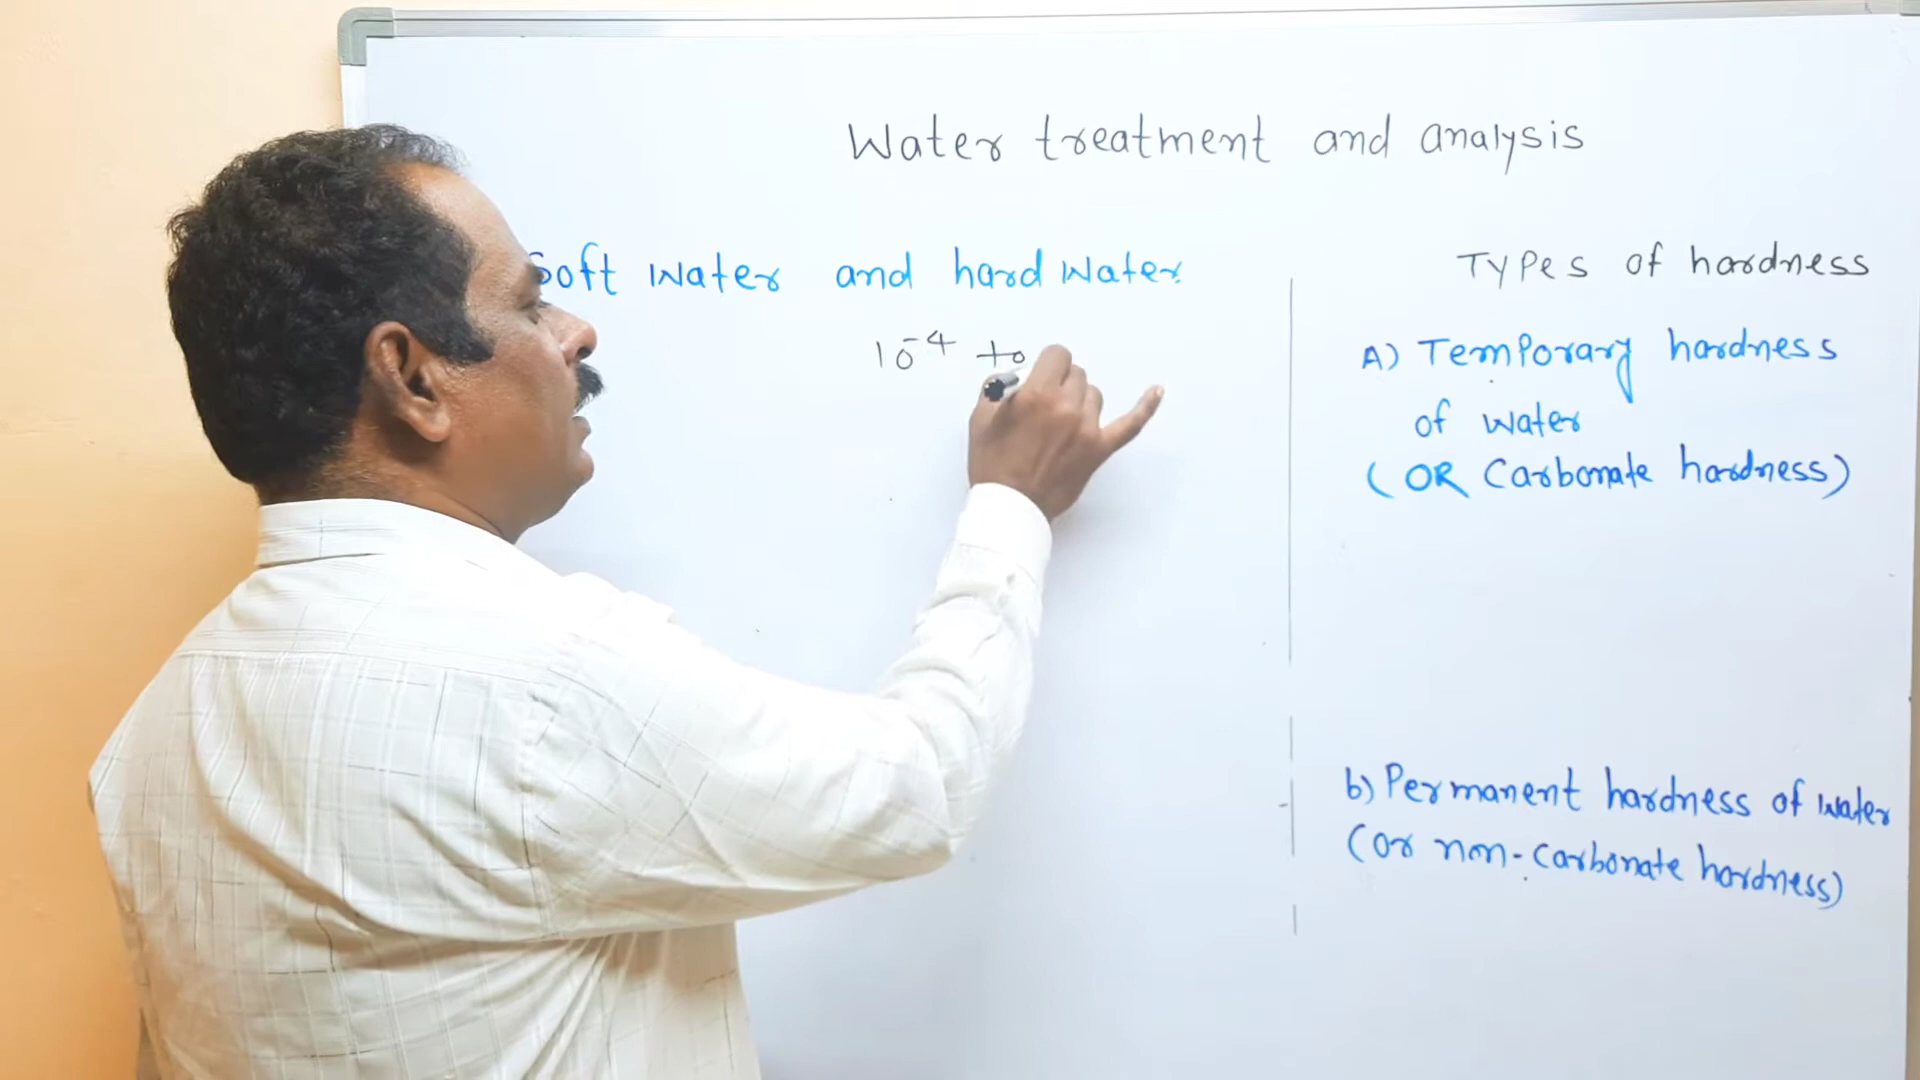 Water treatment and analysis
Soft water and hard water
10⁻⁴ to
Types of hardness
A) Temporary hardness
of water
(OR Carbonate hardness)
b) Permanent hardness of water
(or non-carbonate hardness)